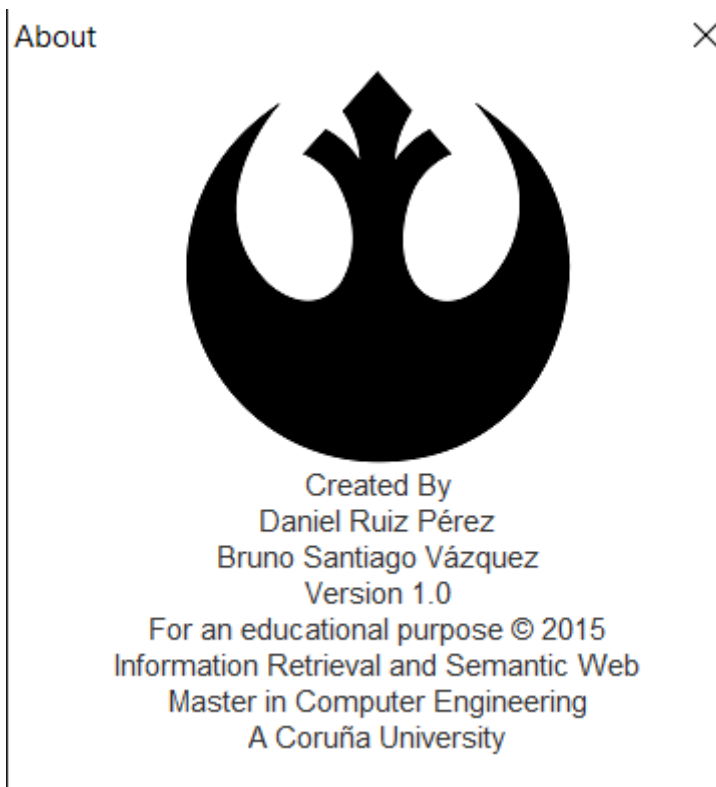 About
Created By
Daniel Ruiz Pérez
Bruno Santiago Vázquez
Version 1.0
For an educational purpose © 2015
Information Retrieval and Semantic Web
Master in Computer Engineering
A Coruña University